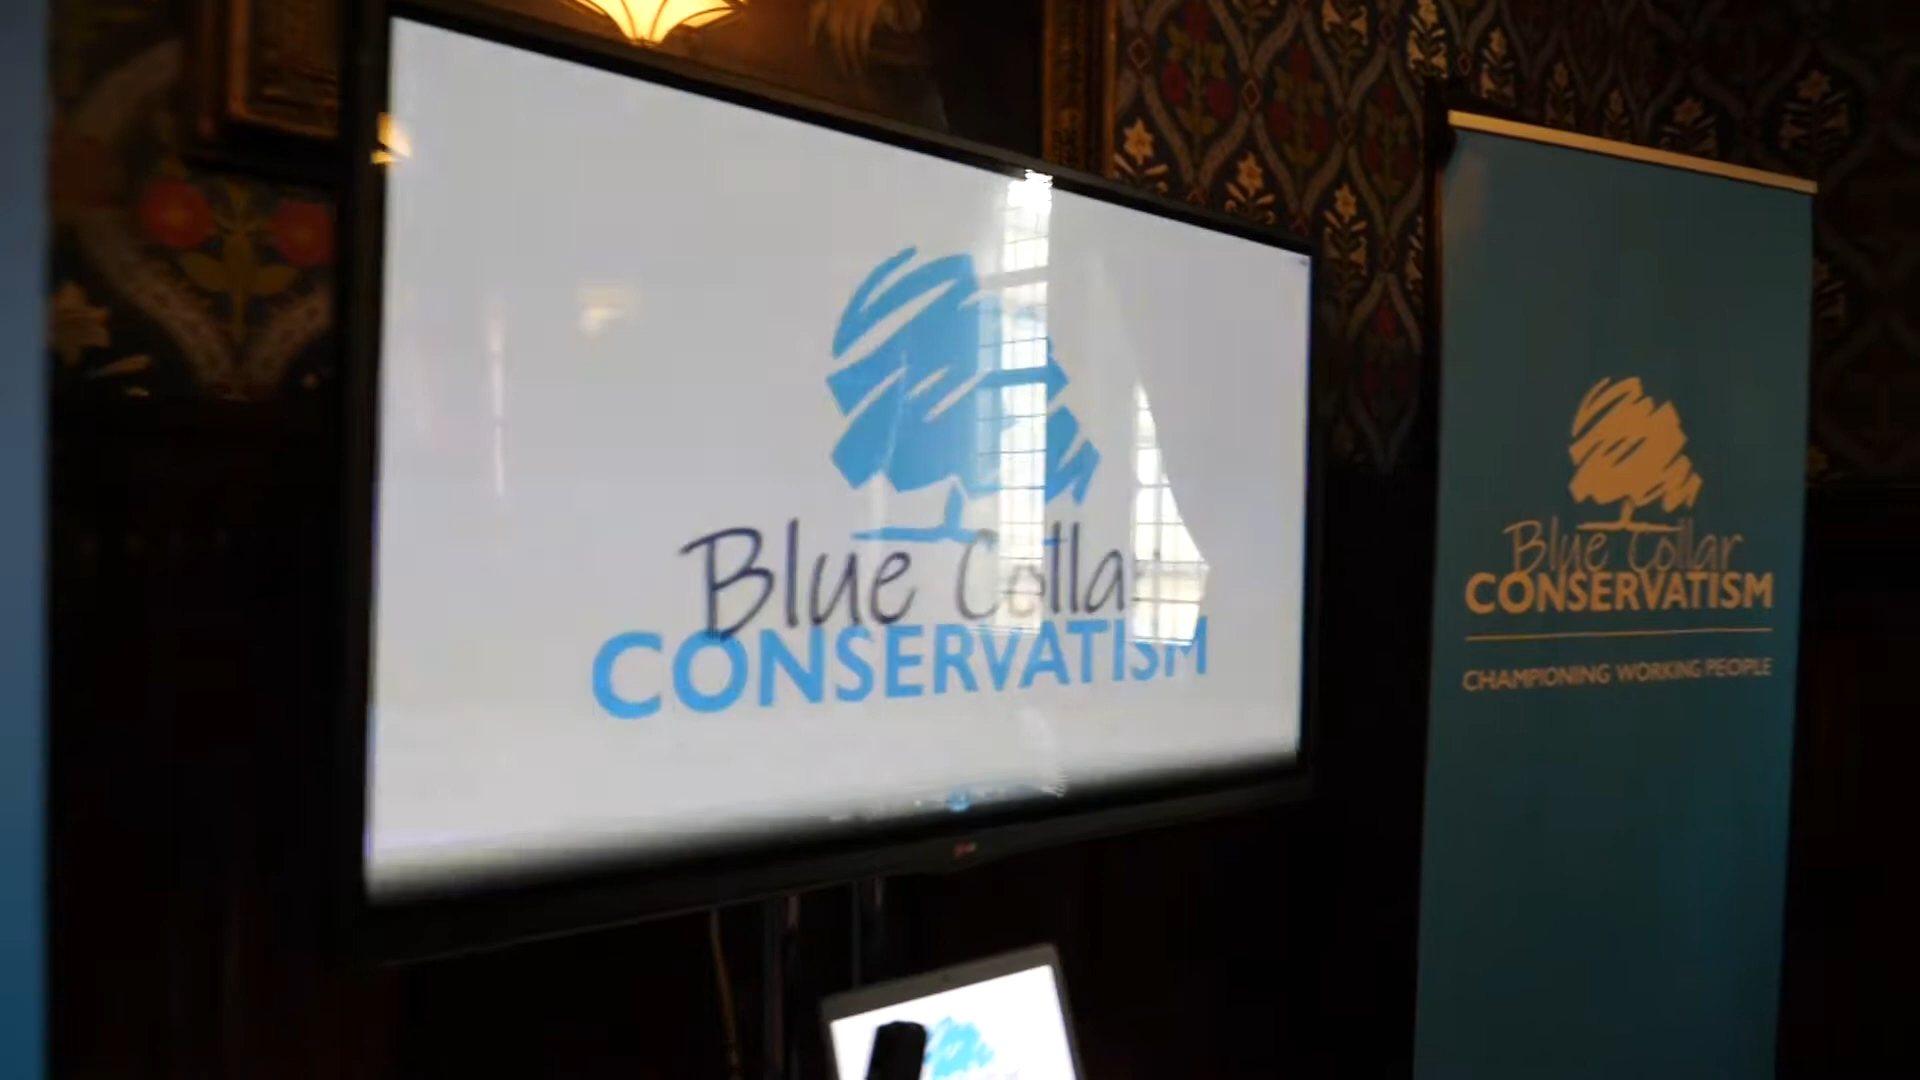 Blue Collar
CONSERVATISM
Blue Collar
CONSERVATISM
CHAMPIONING WORKING PEOPLE